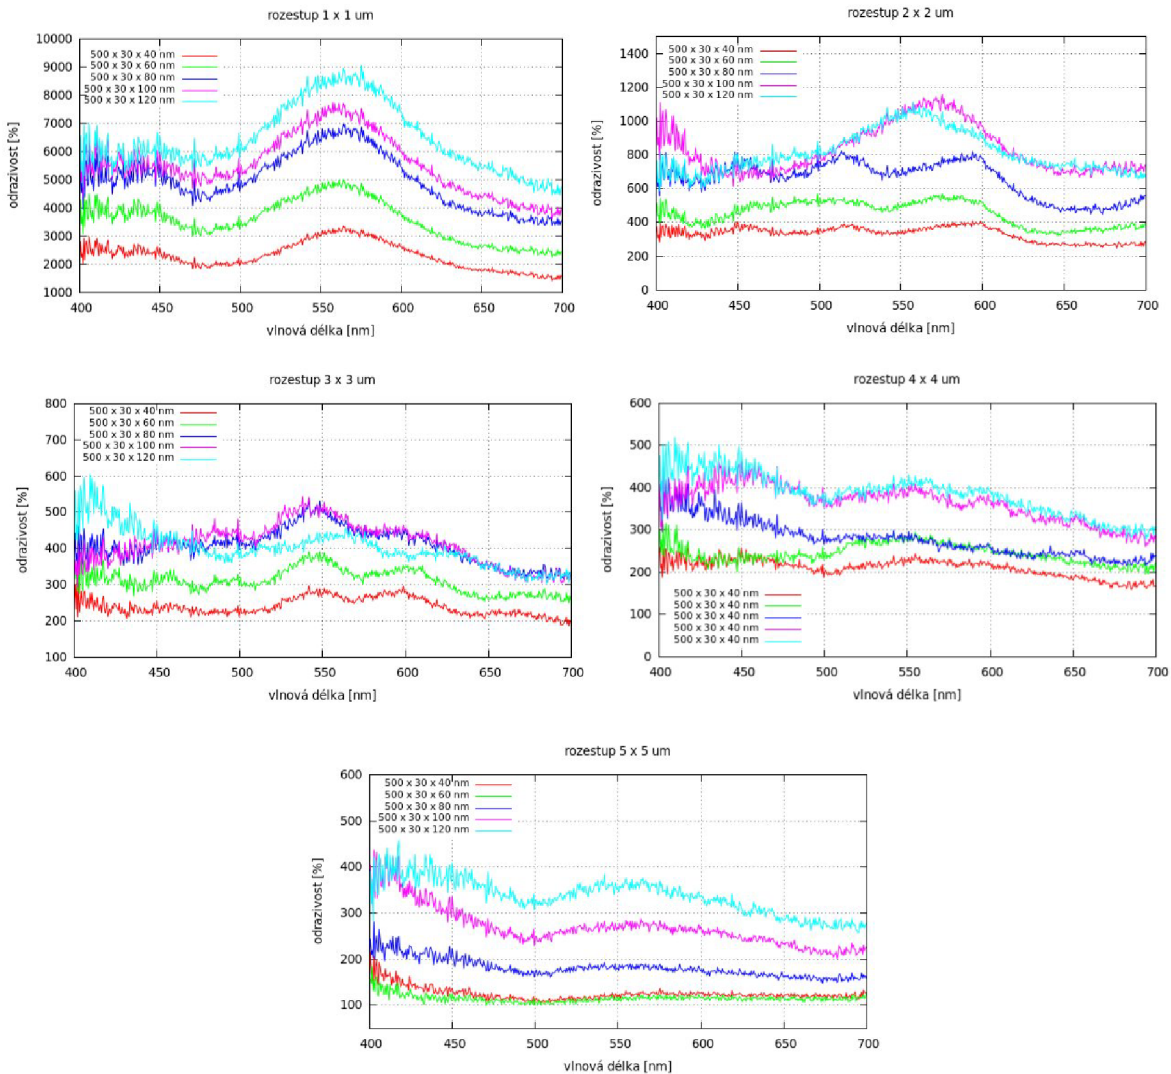 rozestup 1 x 1 um
10000
9000
8000
7000
6000
5000
4000
3000
2000
1000
odrazivost [%]
500 x 30 x 40 nm
500 x 30 x 60 nm
500 x 30 x 80 nm
500 x 30 x 100 nm
500 x 30 x 120 nm
400 450 500 550 600 650 700
vlnová délka [nm]
rozestup 2 x 2 um
1400
1200
1000
800
600
400
200
0
odrazivost [%]
500 x 30 x 40 nm
500 x 30 x 60 nm
500 x 30 x 80 nm
500 x 30 x 100 nm
500 x 30 x 120 nm
400 450 500 550 600 650 700
vlnová délka [nm]
rozestup 3 x 3 um
800
700
600
500
400
300
200
100
odrazivost [%]
500 x 30 x 40 nm
500 x 30 x 60 nm
500 x 30 x 80 nm
500 x 30 x 100 nm
500 x 30 x 120 nm
400 450 500 550 600 650 700
vlnová délka [nm]
rozestup 4 x 4 um
600
500
400
300
200
100
0
odrazivost [%]
500 x 30 x 40 nm
500 x 30 x 40 nm
500 x 30 x 40 nm
500 x 30 x 40 nm
500 x 30 x 40 nm
400 450 500 550 600 650 700
vlnová délka [nm]
rozestup 5 x 5 um
600
500
400
300
200
100
odrazivost [%]
500 x 30 x 40 nm
500 x 30 x 60 nm
500 x 30 x 80 nm
500 x 30 x 100 nm
500 x 30 x 120 nm
400 450 500 550 600 650 700
vlnová délka [nm]